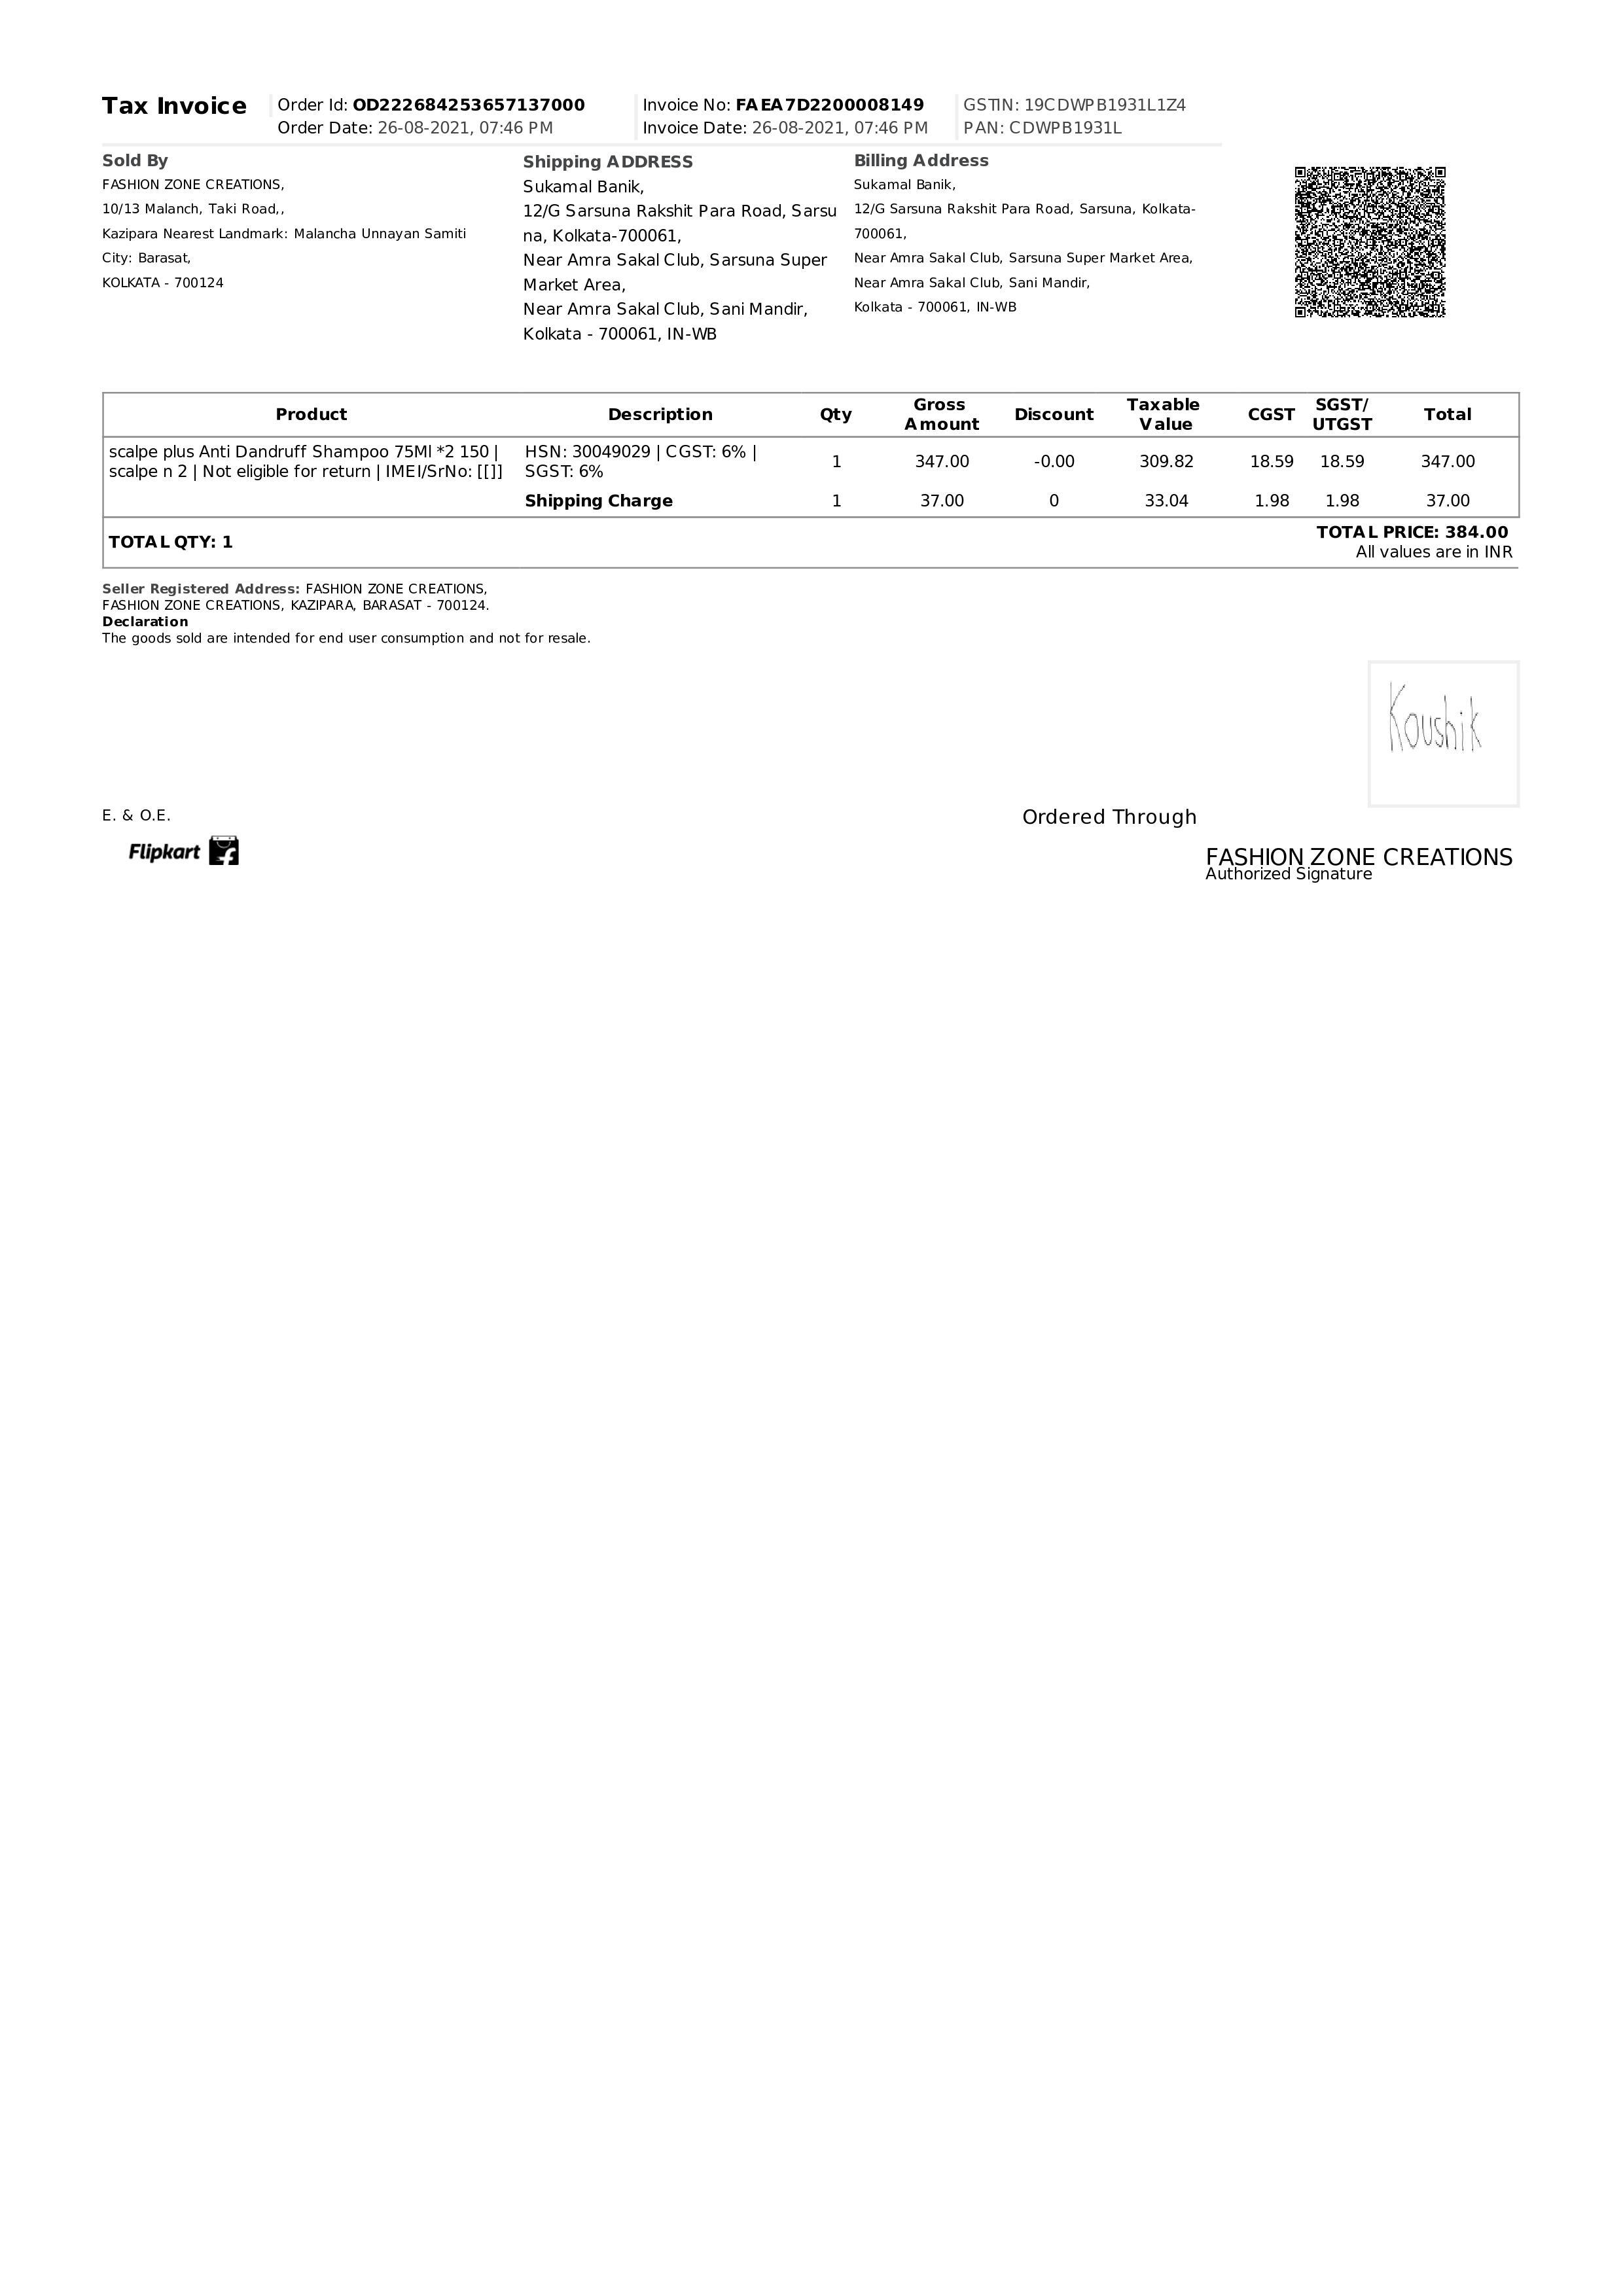 Tax Invoice
Order Id: OD222684253657137000
Order Date: 26-08-2021, 07:46 PM
Invoice No: FAEA7D2200008149
Invoice Date: 26-08-2021, 07:46 PM
GSTIN: 19CDWPB1931L1Z4
PAN: CDWPB1931L
Sold By
FASHION ZONE CREATIONS,
10/13 Malanch, Taki Road,,
Kazipara Nearest Landmark: Malancha Unnayan Samiti
City: Barasat,
KOLKATA - 700124
Shipping ADDRESS
Sukamal Banik,
12/G Sarsuna Rakshit Para Road, Sarsu
na, Kolkata-700061,
Near Amra Sakal Club, Sarsuna Super
Market Area,
Near Amra Sakal Club, Sani Mandir,
Kolkata - 700061, IN-WB
Billing Address
Sukamal Banik,
12/G Sarsuna Rakshit Para Road, Sarsuna, Kolkata-
700061,
Near Amra Sakal Club, Sarsuna Super Market Area,
Near Amra Sakal Club, Sani Mandir,
Kolkata - 700061, IN-WB
Product Description Qty Gross Amount Discount Taxable Value CGST SGST/ UTGST Total
scalpe plus Anti Dandruff Shampoo 75Ml *2 150 |
scalpe n 2 | Not eligible for return | IMEI/SrNo: [[]]
HSN: 30049029 | CGST: 6% |
SGST: 6%
1 347.00 -0.00 309.82 18.59 18.59 347.00
Shipping Charge 1 37.00 0 33.04 1.98 1.98 37.00
TOTAL QTY: 1
TOTAL PRICE: 384.00
All values are in INR
Seller Registered Address: FASHION ZONE CREATIONS,
FASHION ZONE CREATIONS, KAZIPARA, BARASAT - 700124.
Declaration
The goods sold are intended for end user consumption and not for resale.
Koushik
E. & O.E.
Ordered Through
Flipkart
FASHION ZONE CREATIONS
Authorized Signature